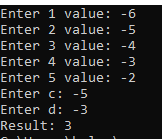 Enter 1 value: -6
Enter 2 value: -5
Enter 3 value: -4
Enter 4 value: -3
Enter 5 value: -2
Enter c: -5
Enter d: -3
Result: 3